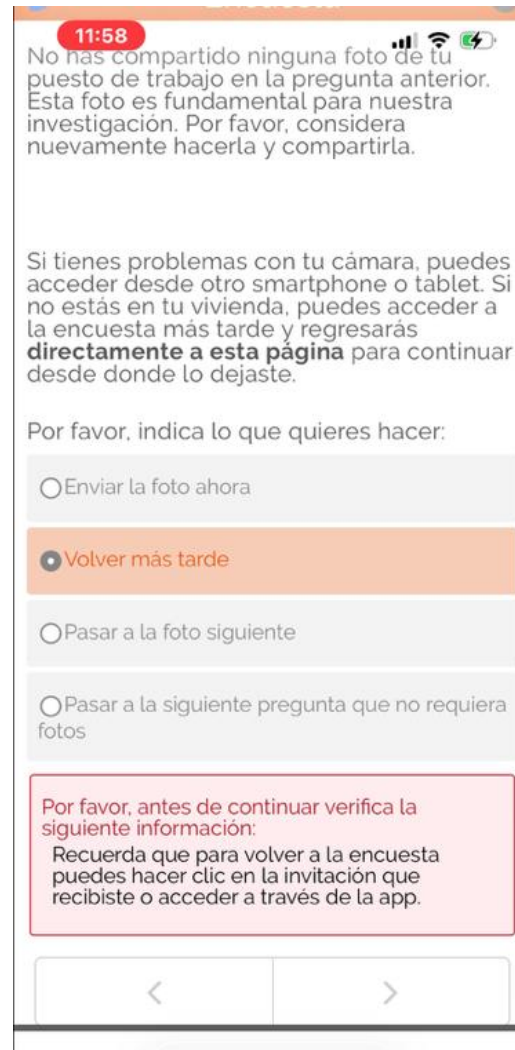 11:58
No has compartido ninguna foto de tu
puesto de trabajo en la pregunta anterior.
Esta foto es fundamental para nuestra
investigación. Por favor, considera
nuevamente hacerla y compartirla.
Si tienes problemas con tu cámara, puedes
acceder desde otro smartphone o tablet. Si
no estás en tu vivienda, puedes acceder a
la encuesta más tarde y regresarás
directamente a esta página para continuar
desde donde lo dejaste.
Por favor, indica lo que quieres hacer:
Enviar la foto ahora
Volver más tarde
Pasar a la foto siguiente
Pasar a la siguiente pregunta que no requiera
fotos
Por favor, antes de continuar verifica la
siguiente información:
Recuerda que para volver a la encuesta
puedes hacer clic en la invitación que
recibiste o acceder a través de la app.